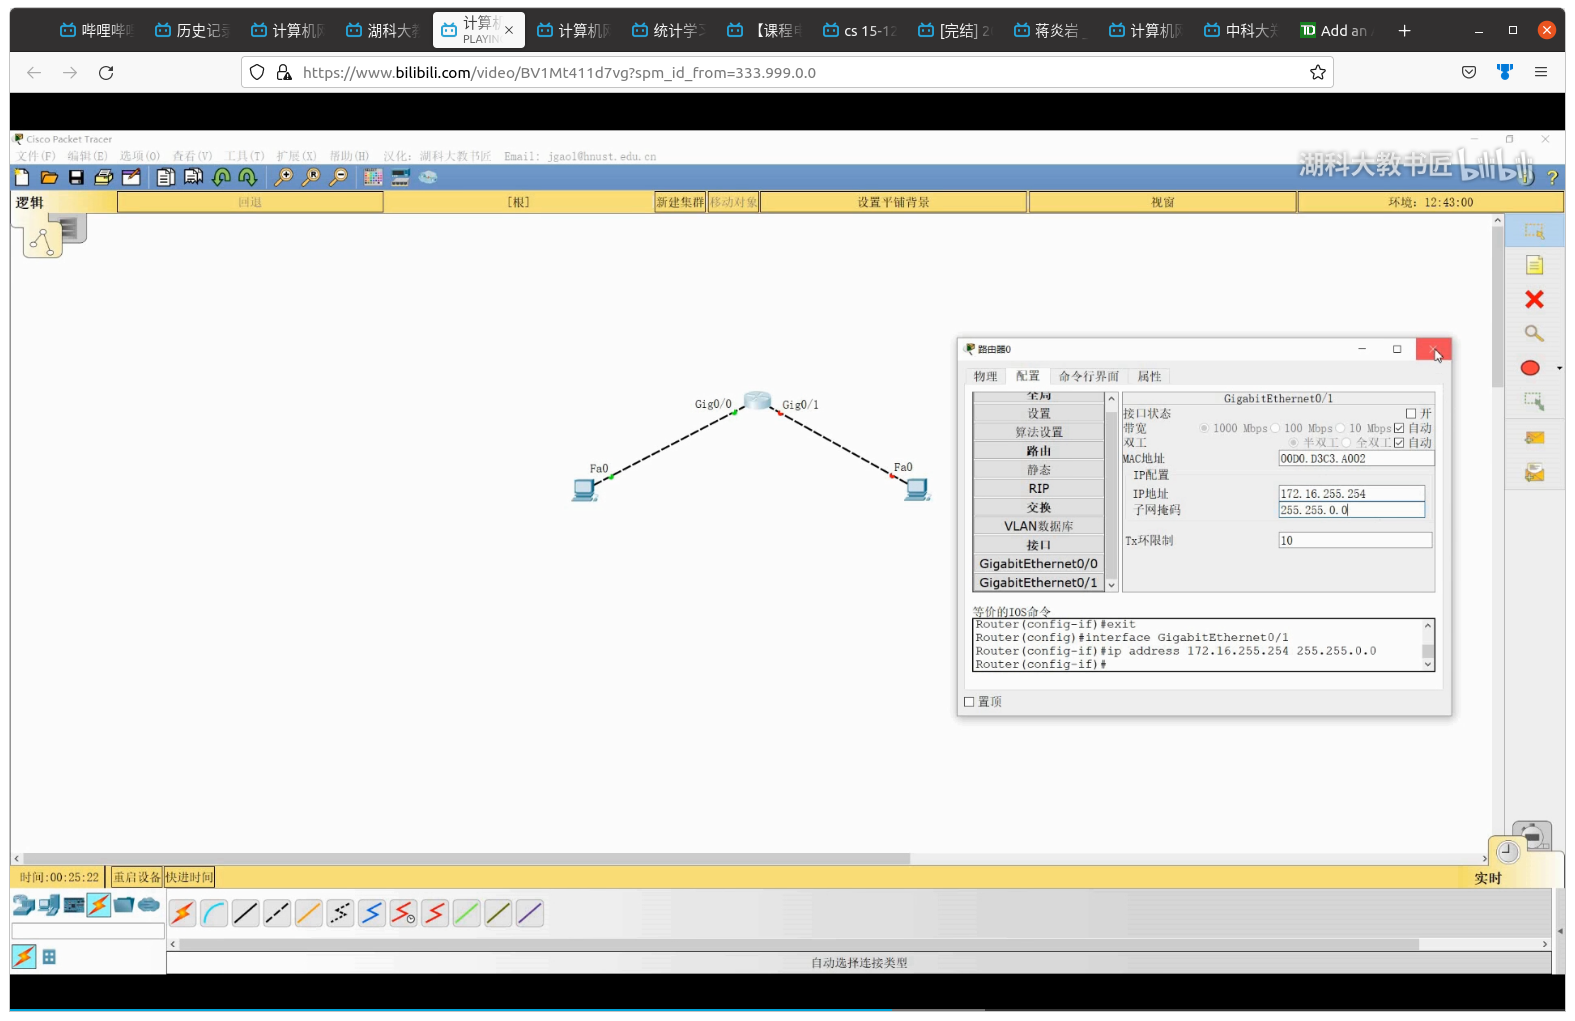 哔哩哔
历史记
计算机
湖科大
计算机
PLAYIN
计算机
统计学
【课程
cs 15-12
[完结] 2
蒋炎岩
计算机
中科大
Add an
https://www.bilibili.com/video/BV1Mt411d7vg?spm_id_from=333.999.0.0
Cisco Packet Tracer
文件(F) 编辑(E) 选项(O) 查看(V) 工具(T) 扩展(X) 帮助(H) 汉化: 湖科大教书匠 Email: jgaol@hnust.edu.cn
湖科大教书匠 bilibili
逻辑
回退
[根]
新建集群
移动对象
设置平铺背景
视窗
环境: 12:43:00
Gig0/0
Gig0/1
Fa0
Fa0
路由器0
物理 配置 命令行界面 属性
全局
设置
算法设置
路由
静态
RIP
交换
VLAN数据库
接口
GigabitEthernet0/0
GigabitEthernet0/1
GigabitEthernet0/1
接口状态 开
带宽 1000 Mbps 100 Mbps 10 Mbps 自动
双工 半双工 全双工 自动
MAC地址 00D0.D3C3.A002
IP配置
IP地址 172.16.255.254
子网掩码 255.255.0.0
Tx环限制 10
等价的IOS命令
Router(config-if)#exit
Router(config)#interface GigabitEthernet0/1
Router(config-if)#ip address 172.16.255.254 255.255.0.0
Router(config-if)#
置顶
时间:00:25:22
重启设备
快进时间
实时
自动选择连接类型